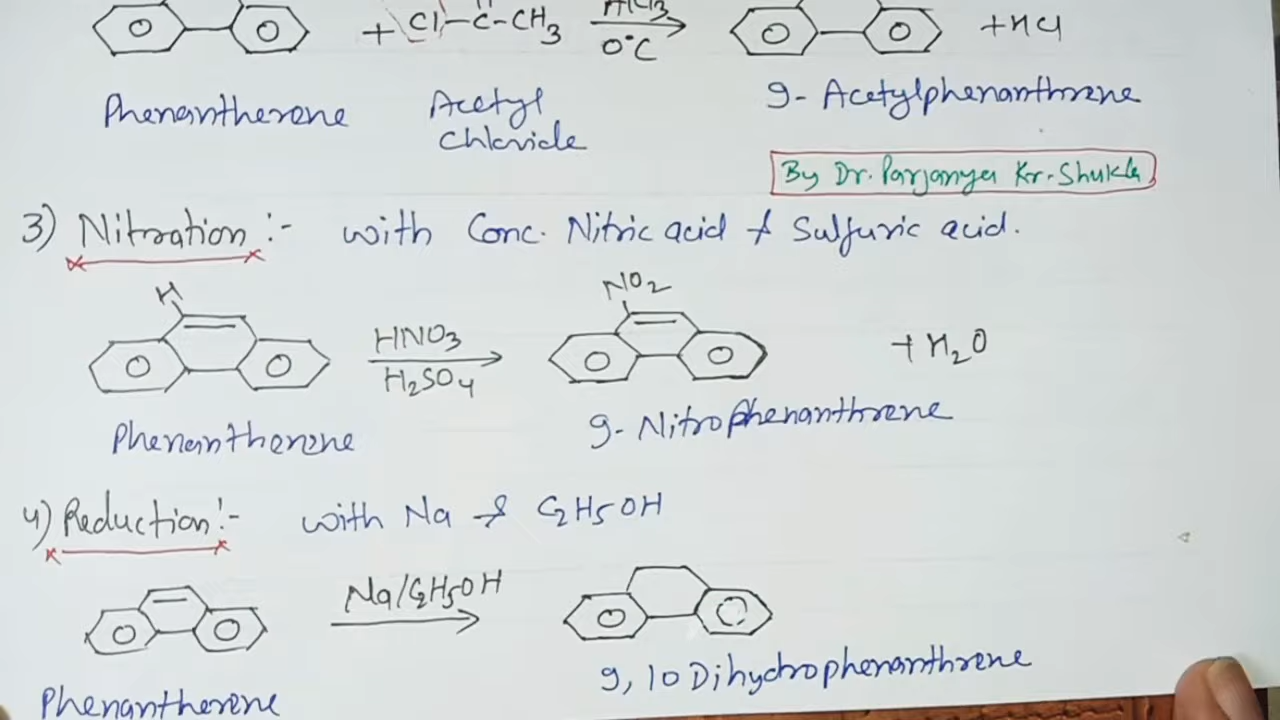 + Cl-C-CH3 AlCl3 0°C + HCl
Phenantherene Acetyl Chloride 9- Acetylphenanthrene
By Dr. Parjanya Kr. Shukla
3) Nitration :- with Conc. Nitric acid & Sulfuric acid.
H NO2
HNO3 H2SO4 + H2O
Phenantherene 9- Nitrophenanthrene
4) Reduction :- with Na & C2H5OH
Na/C2H5OH
Phenantherene 9, 10 Dihydrophenanthrene